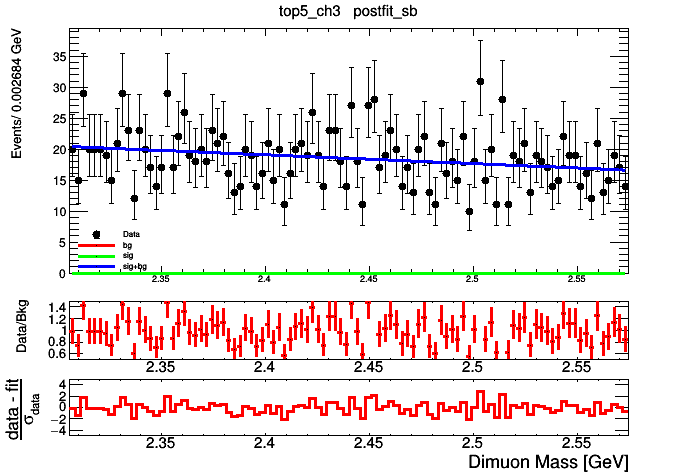 top5_ch3 postfit_sb
Events/ 0.002684 GeV
35
30
25
20
15
10
5
0
Data
bg
sig
sig+bg
2.35 2.4 2.45 2.5 2.55
Data/Bkg
1.4
1.2
1.0
0.8
0.6
2.35 2.4 2.45 2.5 2.55
data - fit
σdata
4
2
0
−2
−4
2.35 2.4 2.45 2.5 2.55
Dimuon Mass [GeV]